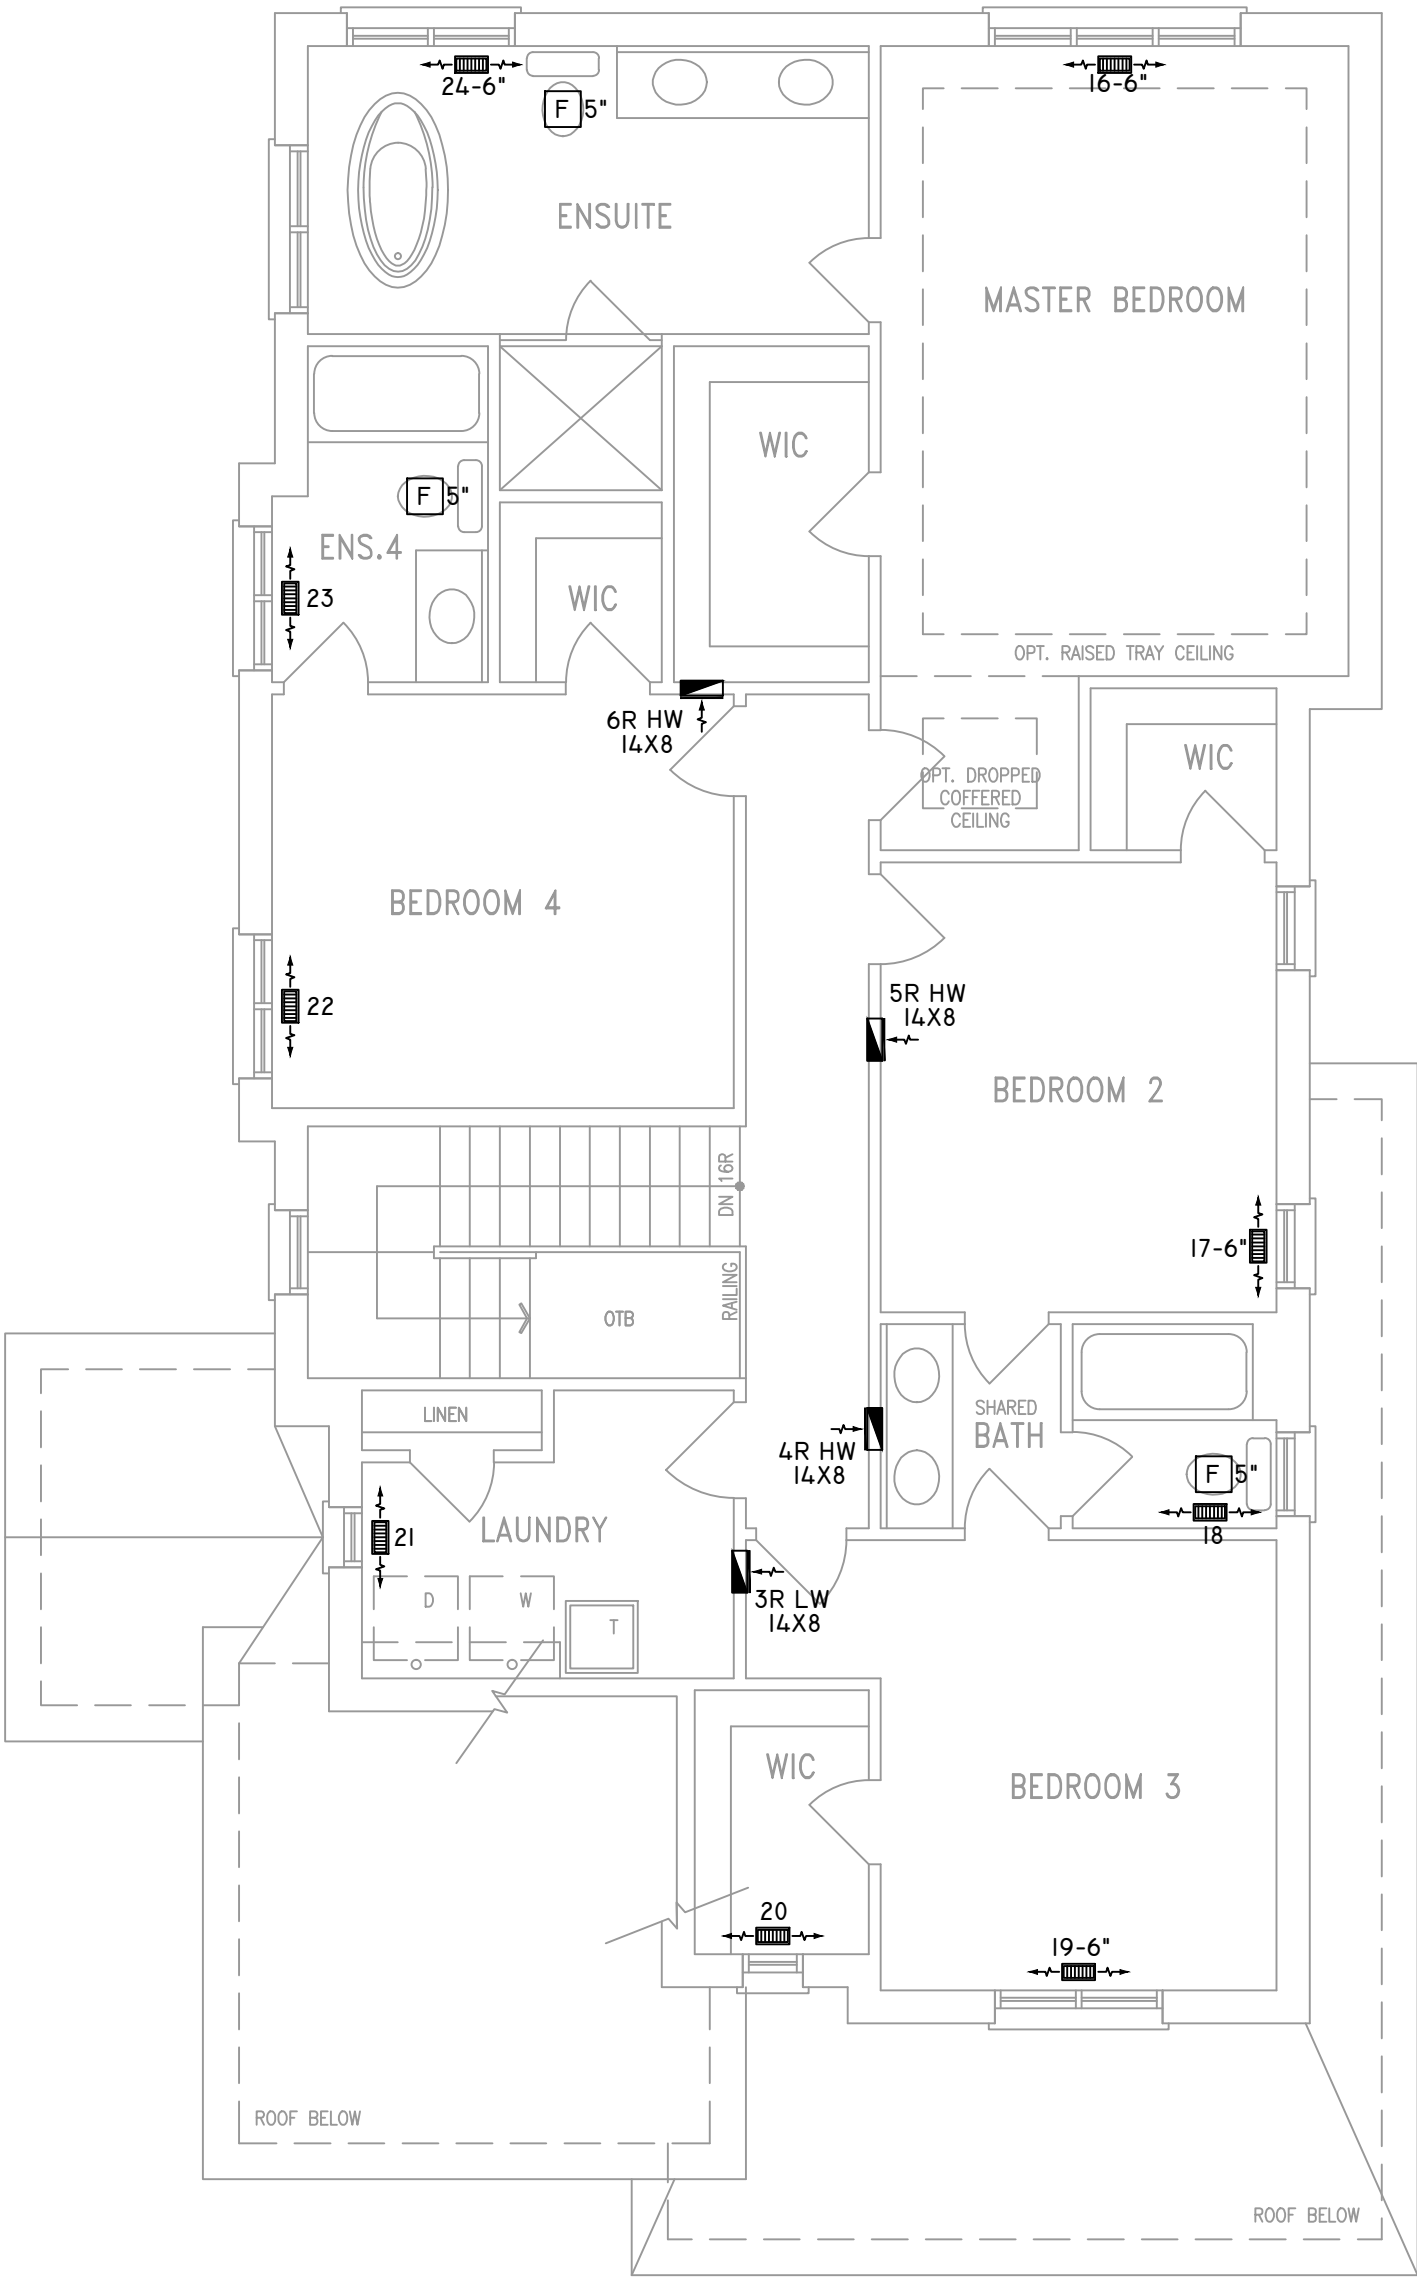 24-6"
16-6"
F 5"
ENSUITE
MASTER BEDROOM
WIC
F 5"
ENS.4
23
WIC
OPT. RAISED TRAY CEILING
6R HW
14X8
WIC
OPT. DROPPED
COFFERED
CEILING
BEDROOM 4
22
5R HW
14X8
BEDROOM 2
DN 16R
17-6"
RAILING
OTB
LINEN
SHARED
BATH
4R HW
14X8
F 5"
21
LAUNDRY
18
3R LW
14X8
D
W
T
WIC
BEDROOM 3
20
19-6"
ROOF BELOW
ROOF BELOW